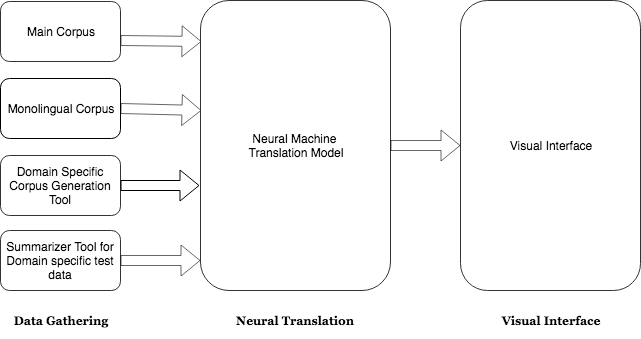 Main Corpus
Monolingual Corpus
Domain Specific
Corpus Generation
Tool
Summarizer Tool for
Domain specific test
data
Neural Machine
Translation Model
Visual Interface
Data Gathering
Neural Translation
Visual Interface